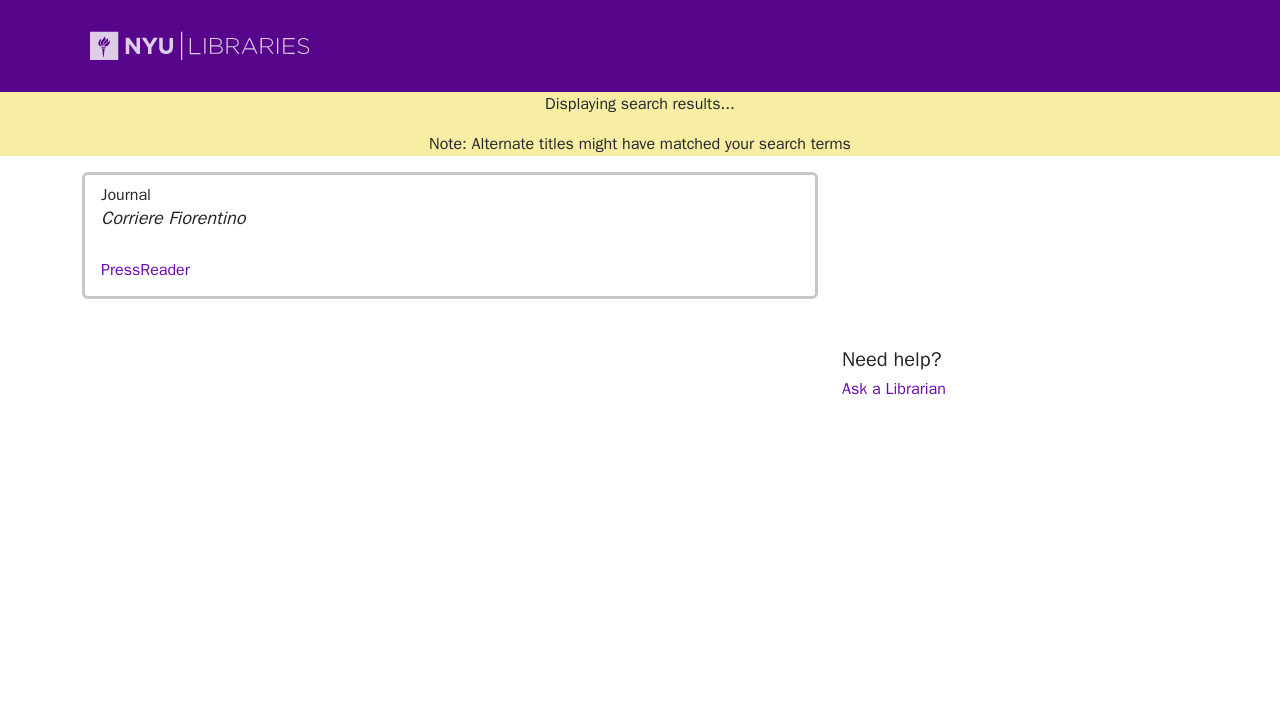 NYU LIBRARIES
Displaying search results...
Note: Alternate titles might have matched your search terms
Journal
Corriere Fiorentino
PressReader
Need help?
Ask a Librarian